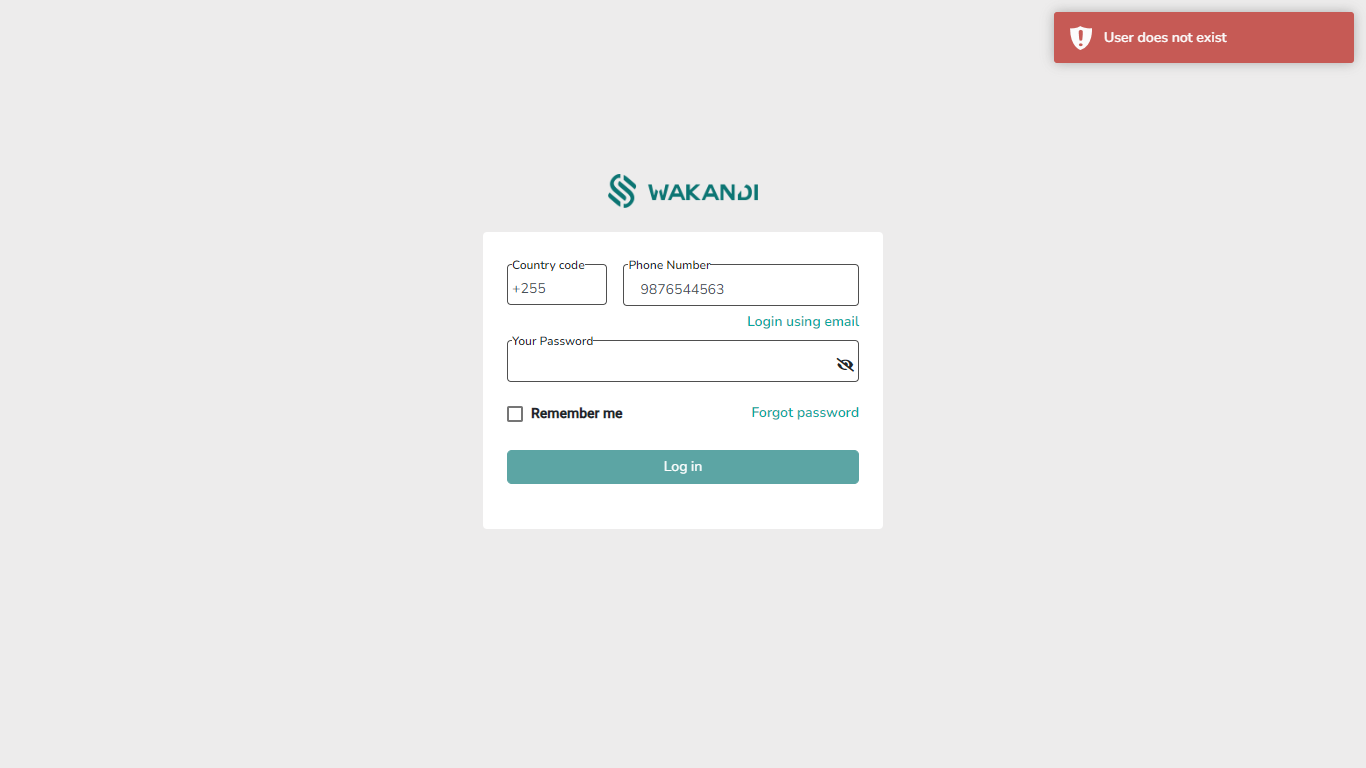 User does not exist
WAKANDI
Country code
+255
Phone Number
9876544563
Login using email
Your Password
Remember me
Forgot password
Log in